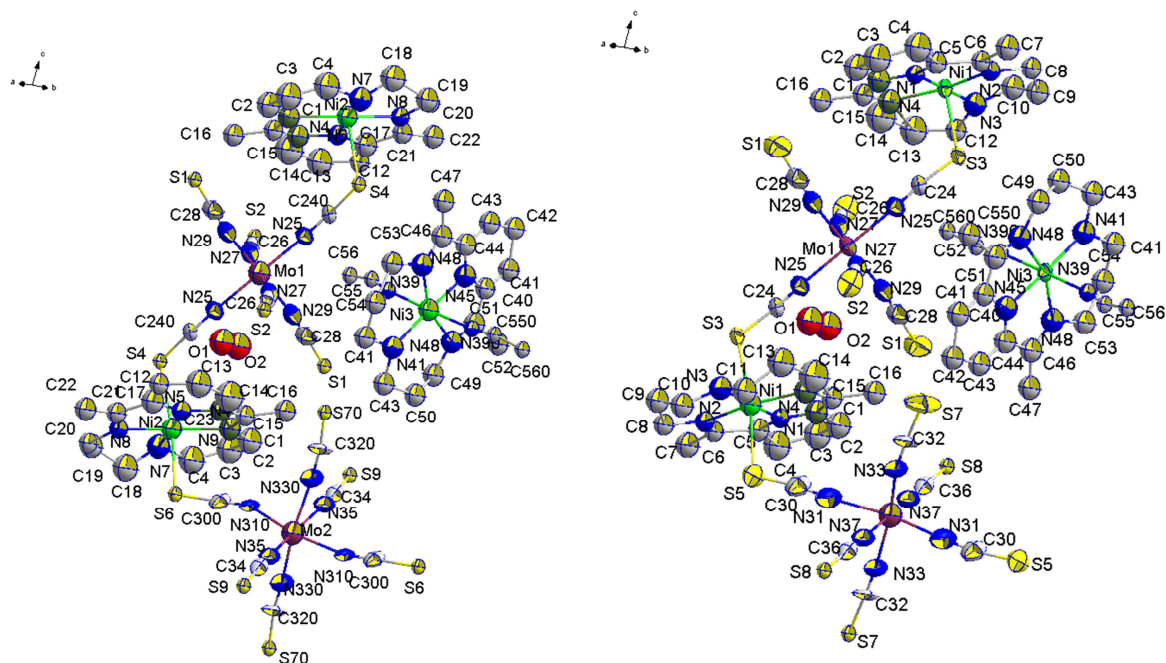 c
a b
C18
C4
C3
N7
C19
C2
Ni2
N8
C1
C20
C16
N4
C17
C22
C15
C21
C14
C13
C12
S1
S4
C47
C28
S2
C240
C43
C42
N25
C46
N29
C26
C53
C44
C56
N48
N27
Mo1
C41
C55
N39
N45
C40
N25
N27
N29
C54
C51
C26
Ni3
C550
C240
S2
C28
C41
N48
N39
S4
O1
O2
N41
C52
C560
C13
S1
C49
C12
C14
C16
C43
C22
C17
C50
C21
N5
C15
S70
Ni2
C23
C20
N8
N9
C1
C320
C2
C19
N7
C4
C3
S9
C18
N330
C34
S6
N35
C300
N310
Mo2
N35
C34
N310
C300
S6
S9
N330
C320
S70
c
a b
C4
C6
C3
C5
C7
C2
Ni1
C8
C16
N1
N2
C1
N4
C10
C9
C15
N3
C14
C12
C13
S1
S3
C50
C28
S2
C24
C49
C43
N29
C26
N25
C560
C550
N41
N27
N39
N48
C41
Mo1
C52
N27
C54
N25
C51
Ni3
N39
C26
N29
N45
C41
C24
S2
C40
C56
C28
C55
S3
O1
O2
N48
C53
S1
C13
C42
C44
C46
C11
C14
C43
C10
N3
C16
C9
Ni1
C15
C47
N2
N4
C1
S7
C8
N1
C2
C5
C7
C6
C3
C32
C4
S8
S5
N33
C30
C36
N31
N37
N37
N31
C36
C30
S8
N33
S5
C32
S7